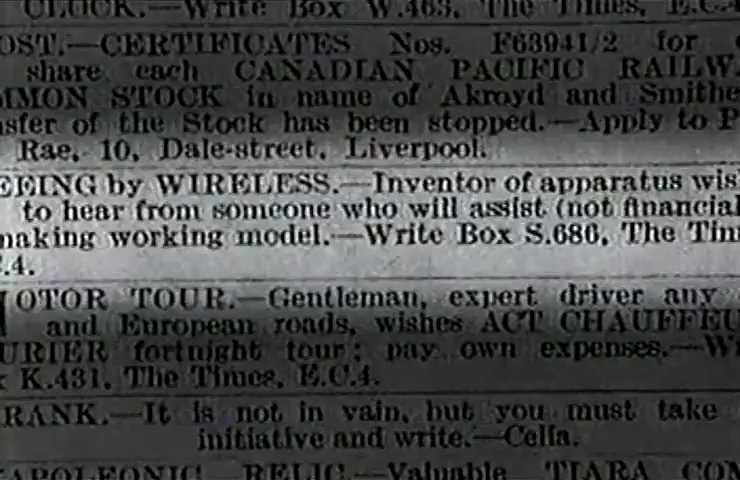 CLOCK.—Write Box W.463, The Times, E.C.4
OST.—CERTIFICATES Nos. F63941/2 for
share each CANADIAN PACIFIC RAILW
MMON STOCK in name of Akroyd and Smithe
nsfer of the Stock has been stopped.—Apply to P
Rae, 10, Dale-street, Liverpool.
EEING by WIRELESS.—Inventor of apparatus wis
to hear from someone who will assist (not financial
making working model.—Write Box S.686, The Tim
.4.
MOTOR TOUR.—Gentleman, expert driver any
and European roads, wishes ACT CHAUFFEU
URIER fortnight tour; pay own expenses.—W
K.431, The Times, E.C.4.
RANK.—It is not in vain, but you must take
initiative and write.—Celia.
NAPOLEONIC RELIC.—Valuable TIARA COM